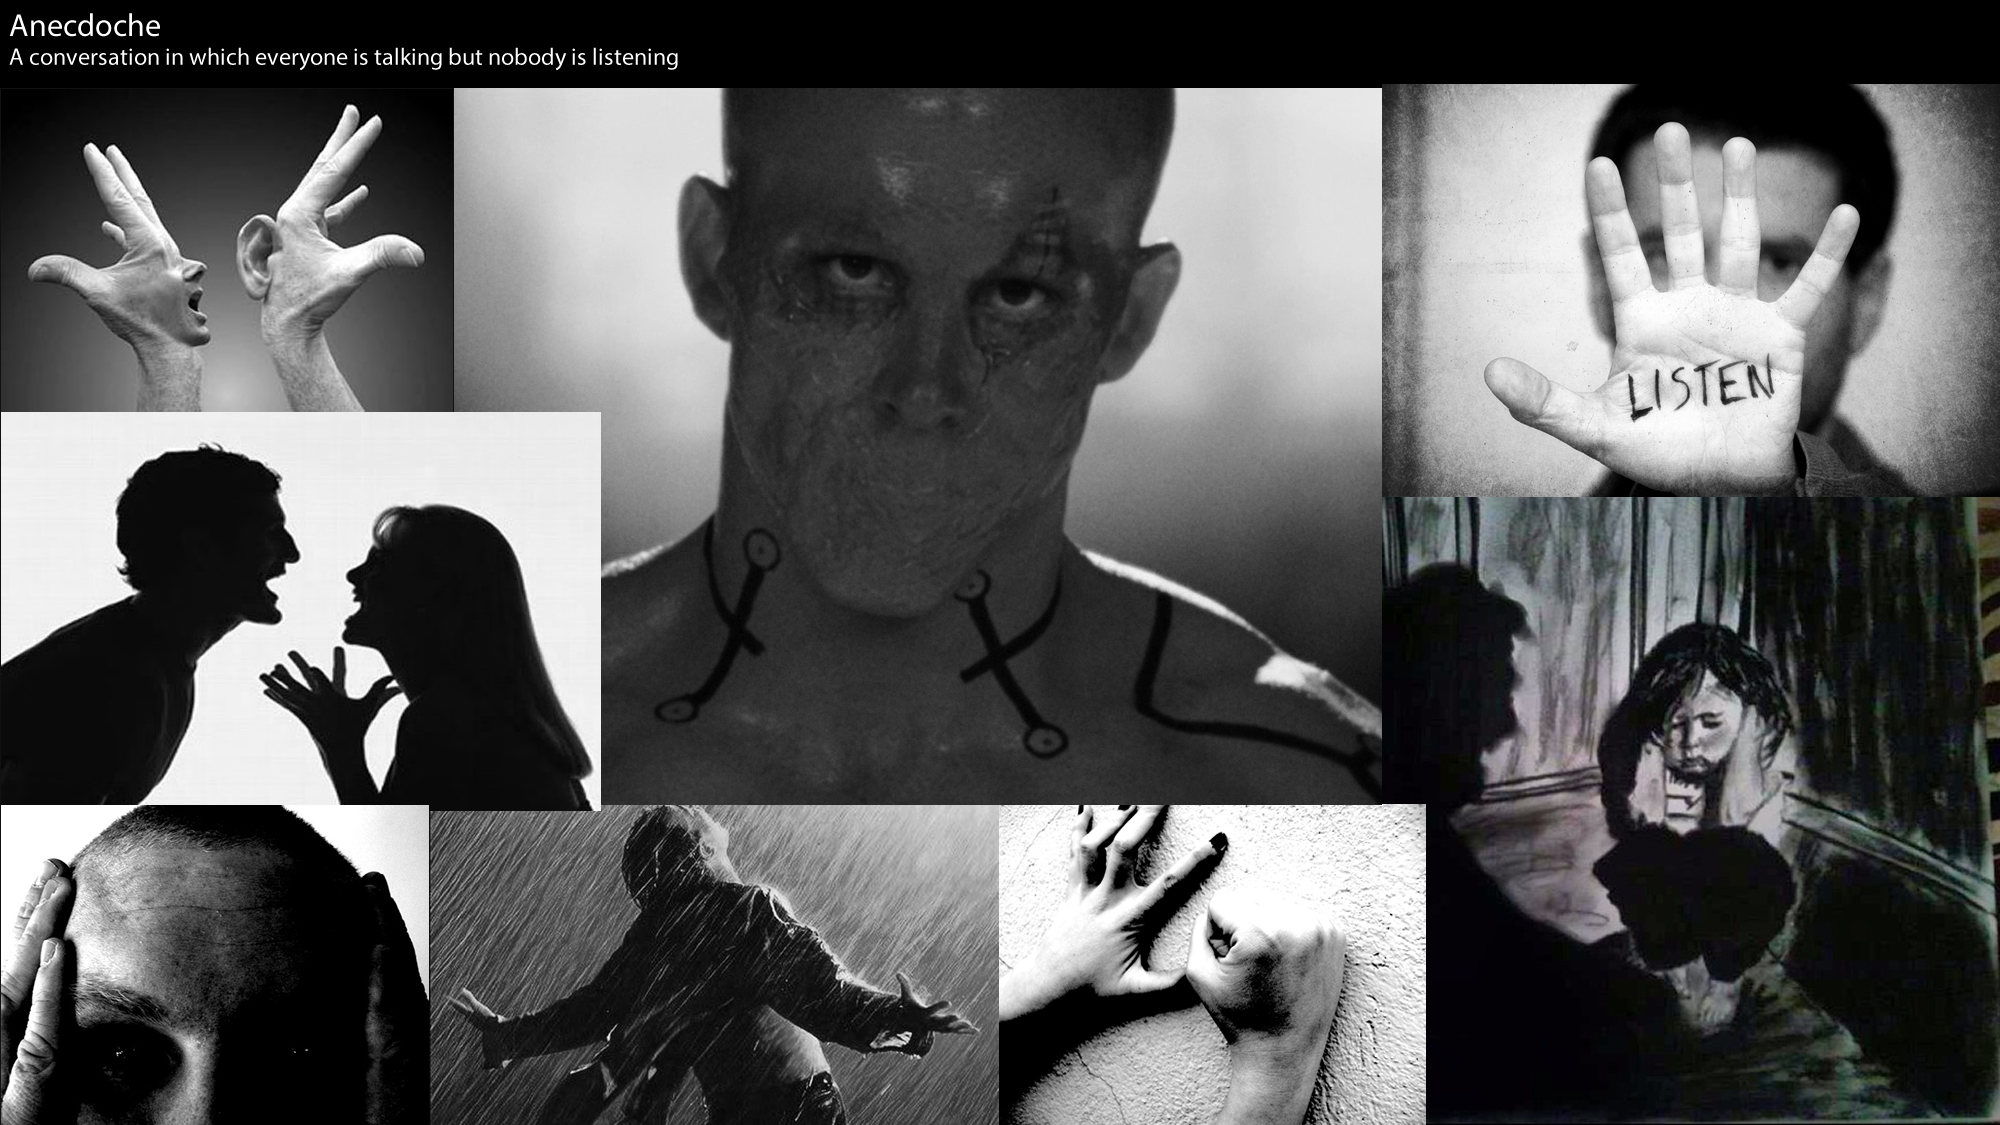 Anecdoche
A conversation in which everyone is talking but nobody is listening
LISTEN